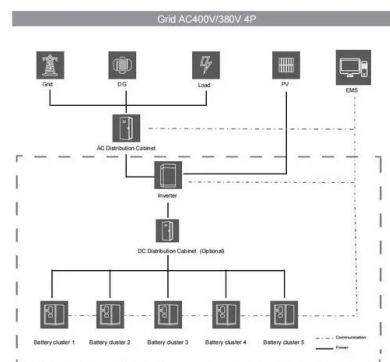 Grid AC400V/380V 4P
Grid
DG
Load
PV
EMS
AC Distribution Cabinet
Inverter
DC Distribution Cabinet (Optional)
Battery cluster 1
Battery cluster 2
Battery cluster 3
Battery cluster 4
Battery cluster 5
Communication
Power